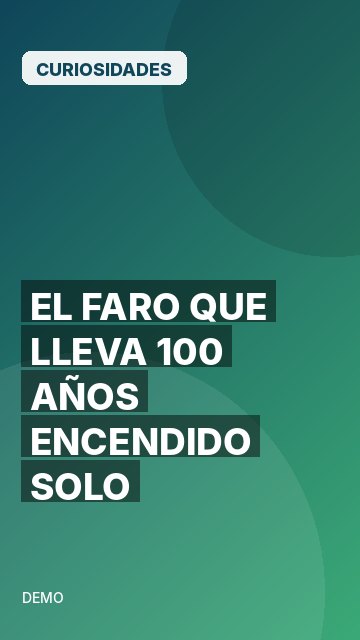 CURIOSIDADES
EL FARO QUE
LLEVA 100
AÑOS
ENCENDIDO
SOLO
DEMO